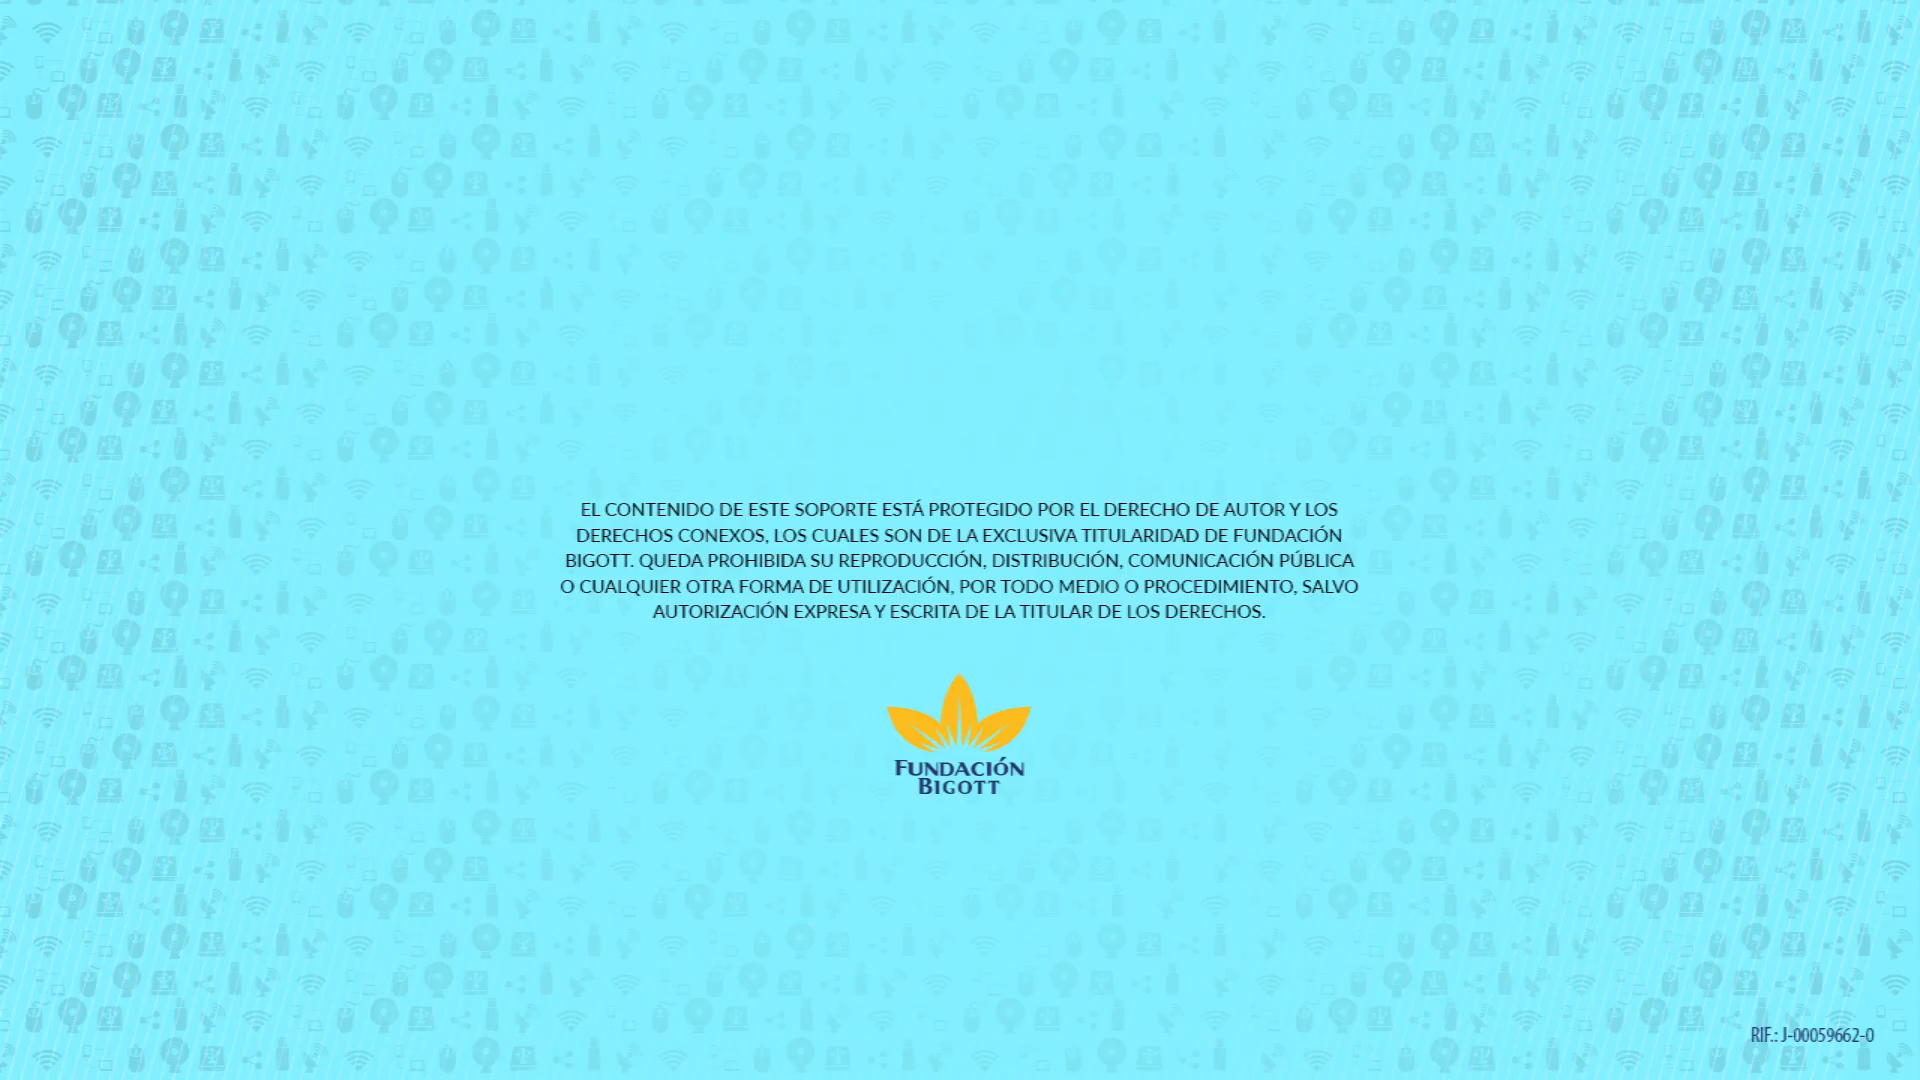 EL CONTENIDO DE ESTE SOPORTE ESTÁ PROTEGIDO POR EL DERECHO DE AUTOR Y LOS
DERECHOS CONEXOS, LOS CUALES SON DE LA EXCLUSIVA TITULARIDAD DE FUNDACIÓN
BIGOTT. QUEDA PROHIBIDA SU REPRODUCCIÓN, DISTRIBUCIÓN, COMUNICACIÓN PÚBLICA
O CUALQUIER OTRA FORMA DE UTILIZACIÓN, POR TODO MEDIO O PROCEDIMIENTO, SALVO
AUTORIZACIÓN EXPRESA Y ESCRITA DE LA TITULAR DE LOS DERECHOS.
FUNDACIÓN
BIGOTT
RIF.: J-00059662-0